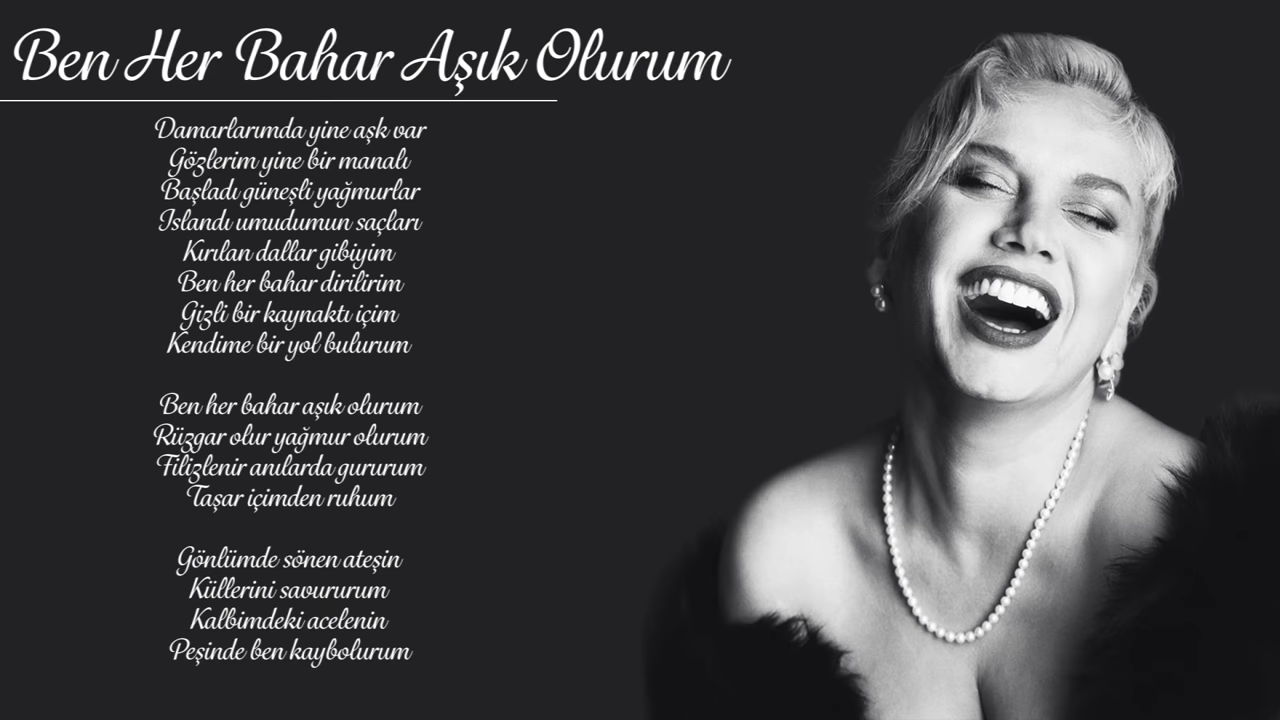 Ben Her Bahar Aşık Olurum
Damarlarımda yine aşk var
Gözlerim yine bir manalı
Başladı güneşli yağmurlar
Islandı umudumun saçları
Kırılan dallar gibiyim
Ben her bahar dirilirim
Gizli bir kaynaktı içim
Kendime bir yol bulurum
Ben her bahar aşık olurum
Rüzgar olur yağmur olurum
Filizlenir anılarda gururum
Taşar içimden ruhum
Gönlümde sönen ateşin
Küllerini savururum
Kalbimdeki acelenin
Peşinde ben kaybolurum